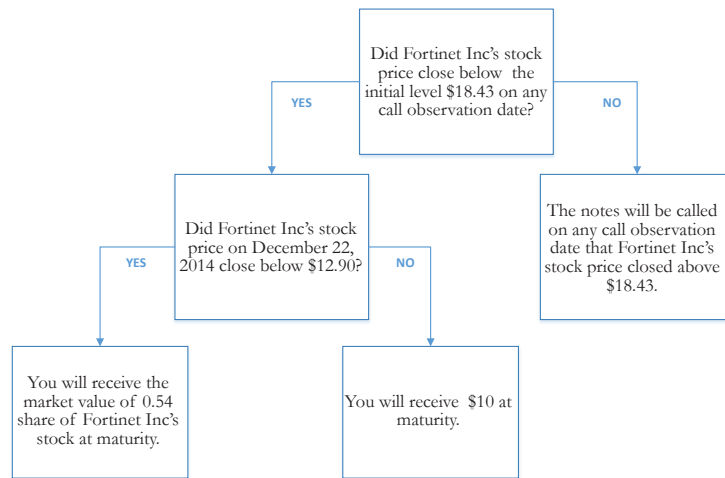 Did Fortinet Inc's stock
price close below the
initial level $18.43 on any
call observation date?
YES
NO
Did Fortinet Inc's stock
price on December 22,
2014 close below $12.90?
The notes will be called
on any call observation
date that Fortinet Inc's
stock price closed above
$18.43.
YES
NO
You will receive the
market value of 0.54
share of Fortinet Inc's
stock at maturity.
You will receive $10 at
maturity.